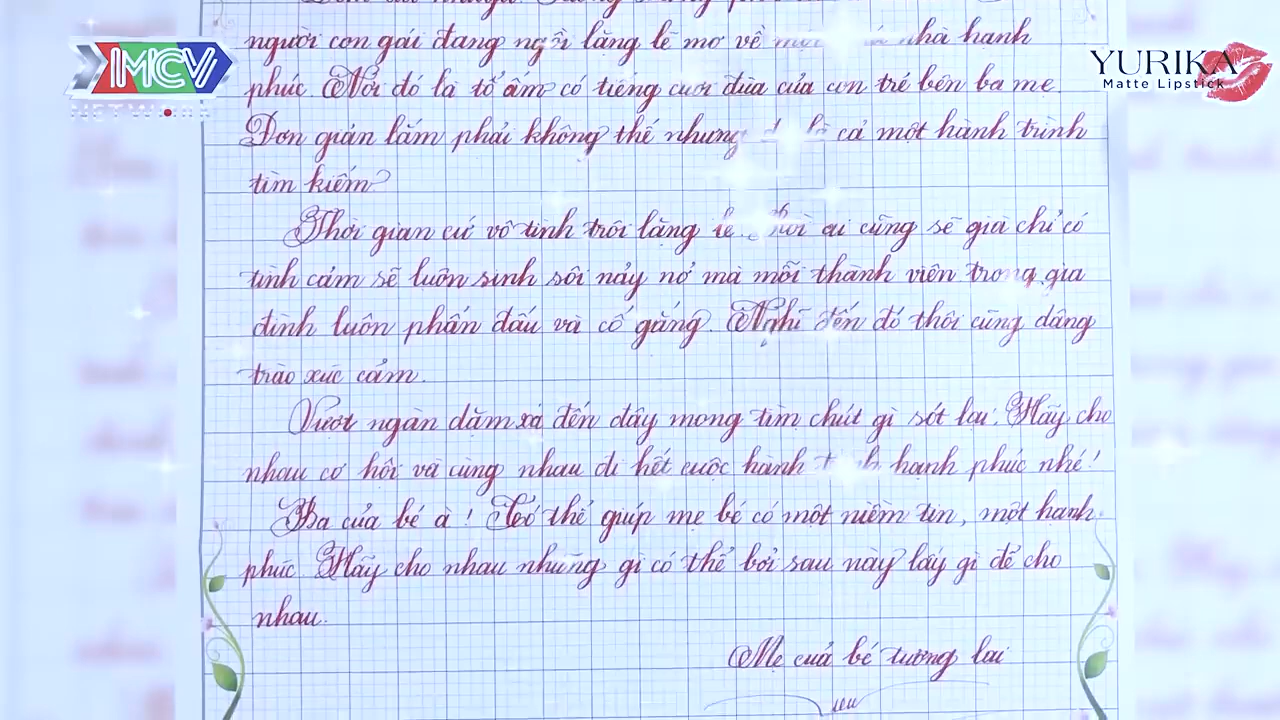 MCV
NETWORK
YURIKA
Matte Lipstick
người con gái đang ngồi lặng lẽ mơ về nhà hạnh
phúc. Nơi đó là tổ ấm có tiếng cười đùa của con trẻ bên ba mẹ.
Đơn giản lắm phải không thế nhưng cả một hành trình
tìm kiếm?
Thời gian cứ vô tình trôi lặng rồi ai cũng sẽ già chỉ có
tình cảm sẽ luôn sinh sôi nảy nở mà mỗi thành viên trong gia
đình luôn phấn đấu và cố gắng. Nghĩ đến đó thôi cũng dâng
trào xúc cảm.
Vượt ngàn dặm xa đến đây mong tìm chút gì sót lại. Hãy cho
nhau cơ hội và cùng nhau đi hết cuộc hành trình hạnh phúc nhé!
Ba của bé à! Có thể giúp mẹ bé có một niềm tin, một hạnh
phúc. Hãy cho nhau những gì có thể bởi sau này lấy gì để cho
nhau.
Mẹ của bé tương lai